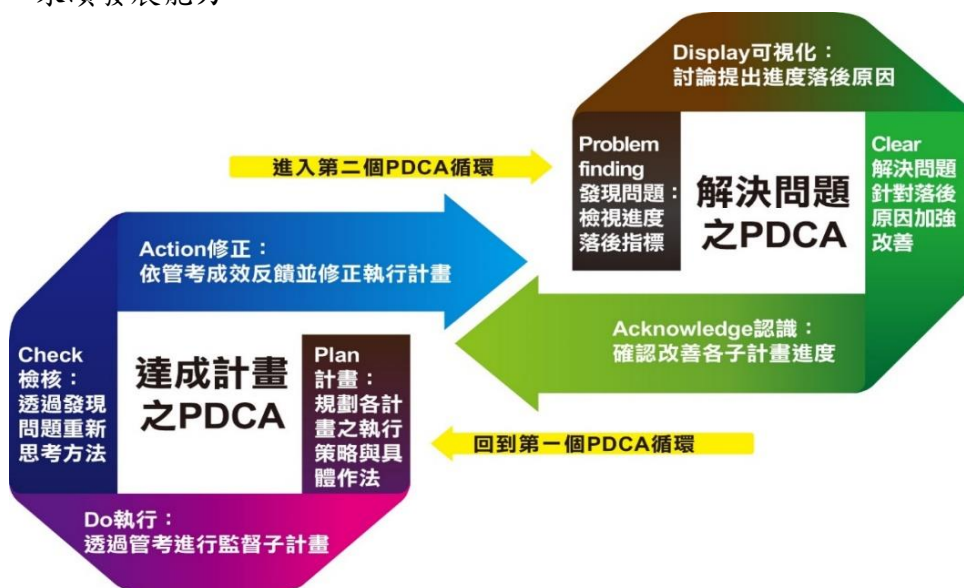 永續發展能力
Display可視化：
討論提出進度落後原因
Problem
finding
發現問題：
檢視進度
落後指標
解決問題
之PDCA
Clear
解決問題
針對落後
原因加強
改善
進入第二個PDCA循環
Action修正：
依管考成效反饋並修正執行計畫
Acknowledge認識：
確認改善各子計畫進度
Check
檢核：
透過發現
問題重新
思考方法
達成計畫
之PDCA
Plan
計畫：
規劃各計
畫之執行
策略與具
體作法
回到第一個PDCA循環
Do執行：
透過管考進行監督子計畫